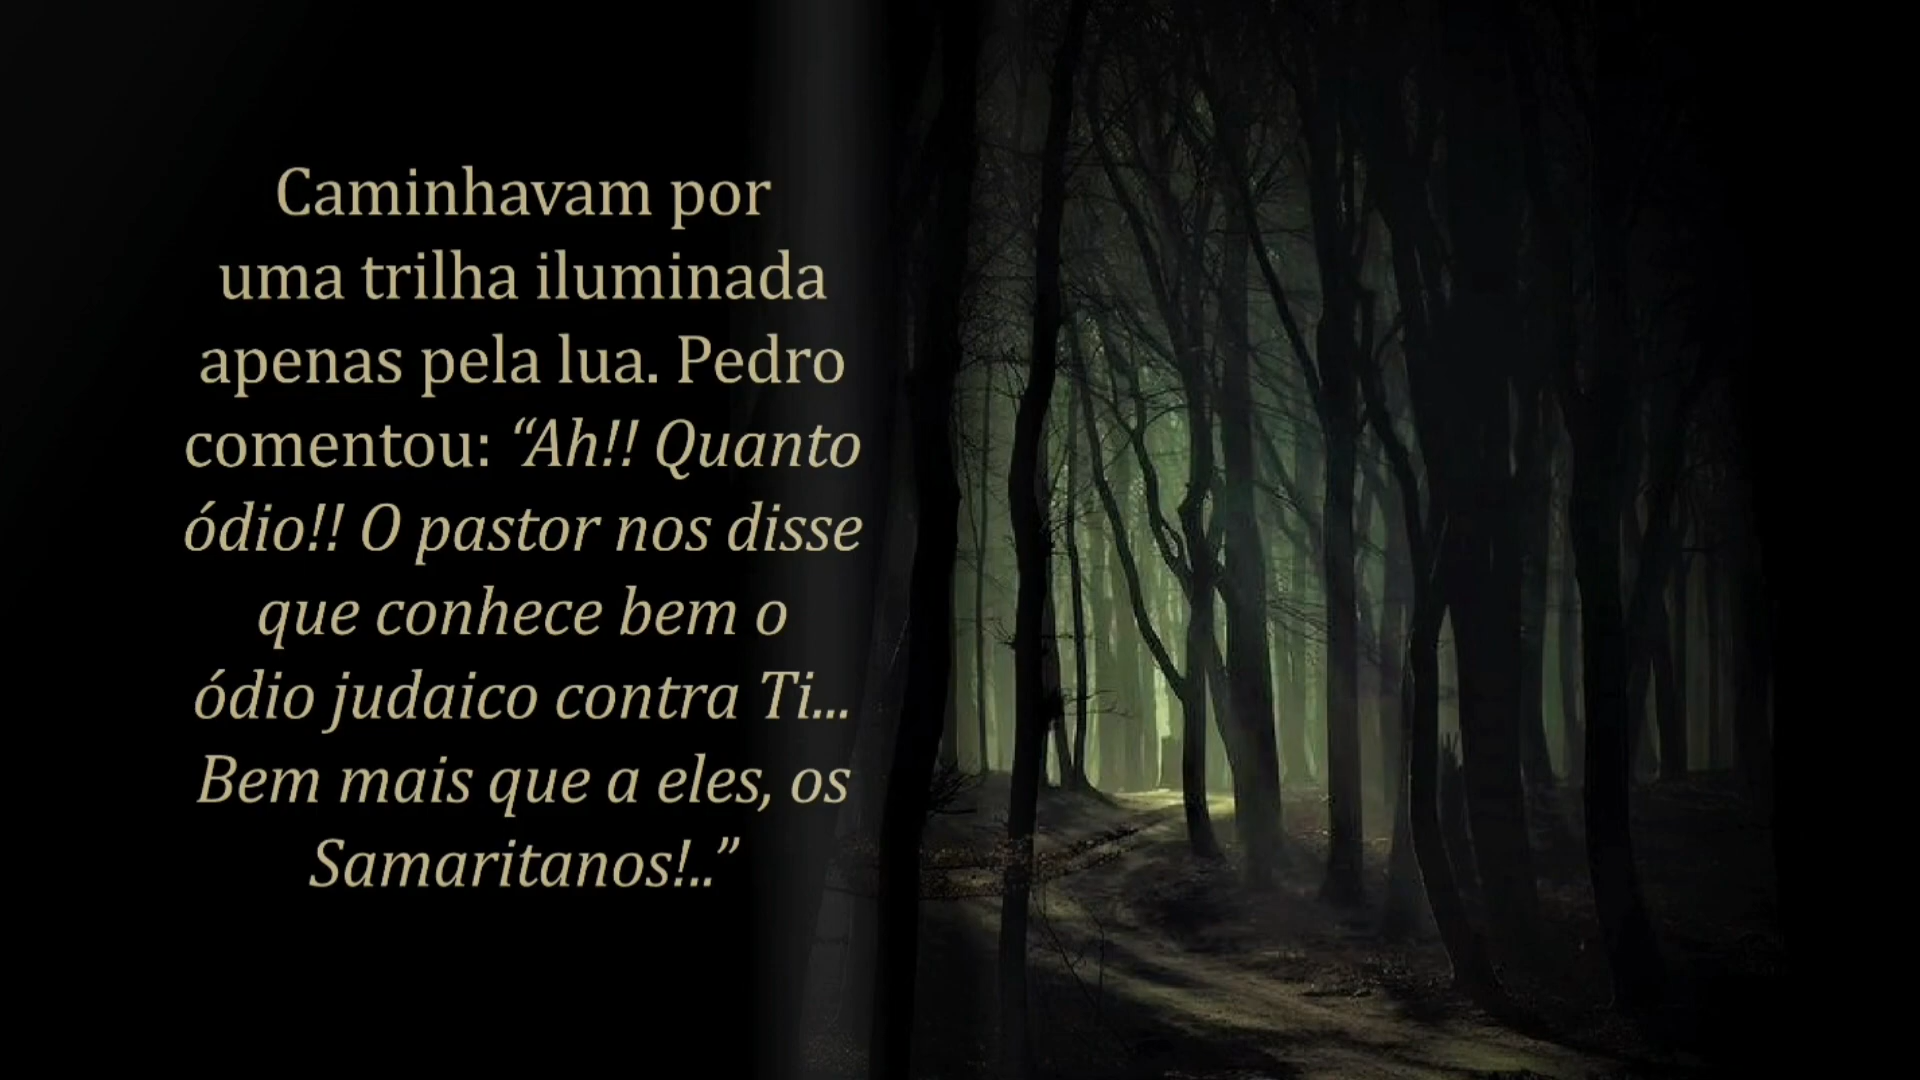 Caminhavam por
uma trilha iluminada
apenas pela lua. Pedro
comentou: “Ah!! Quanto
ódio!! O pastor nos disse
que conhece bem o
ódio judaico contra Ti...
Bem mais que a eles, os
Samaritanos!..”